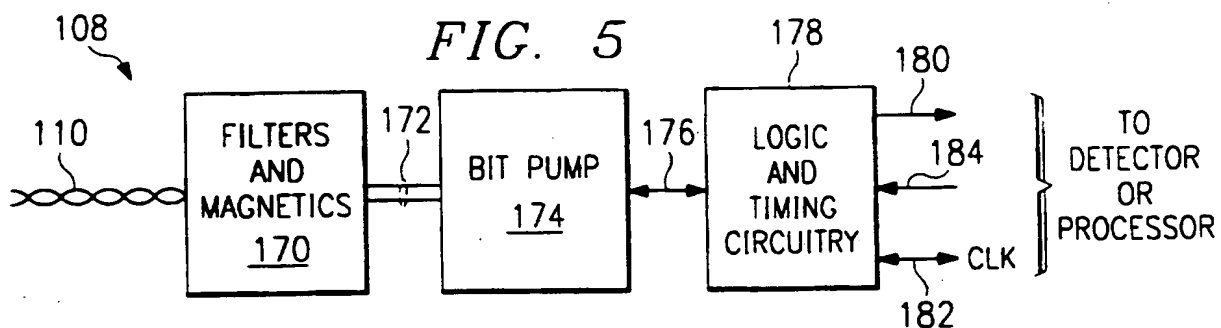 108
FIG. 5
178
180
110
FILTERS
AND
MAGNETICS
170
172
BIT PUMP
174
176
LOGIC
AND
TIMING
CIRCUITRY
184
CLK
182
TO
DETECTOR
OR
PROCESSOR